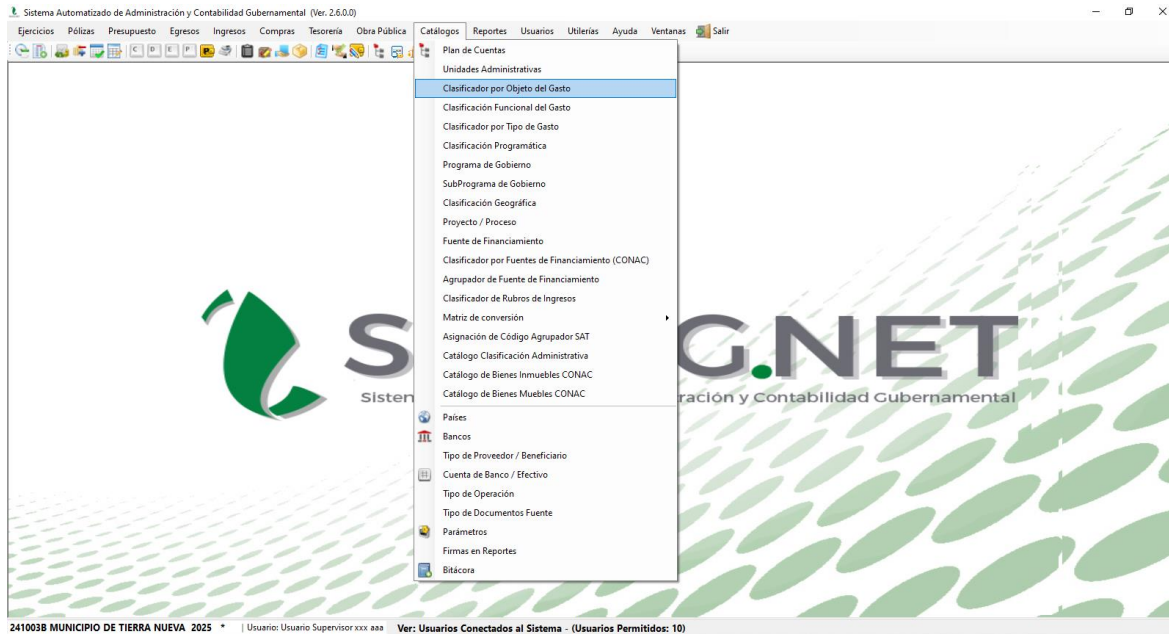 Sistema Automatizado de Administración y Contabilidad Gubernamental (Ver. 2.6.0.0)
Ejercicios Pólizas Presupuesto Egresos Ingresos Compras Tesorería Obra Pública Catálogos Reportes Usuarios Utilerías Ayuda Ventanas Salir
C D E P P
Plan de Cuentas
Unidades Administrativas
Clasificador por Objeto del Gasto
Clasificación Funcional del Gasto
Clasificador por Tipo de Gasto
Clasificación Programática
Programa de Gobierno
SubPrograma de Gobierno
Clasificación Geográfica
Proyecto / Proceso
Fuente de Financiamiento
Clasificador por Fuentes de Financiamiento (CONAC)
Agrupador de Fuente de Financiamiento
Clasificador de Rubros de Ingresos
Matriz de conversión
Asignación de Código Agrupador SAT
Catálogo Clasificación Administrativa
Catálogo de Bienes Inmuebles CONAC
Catálogo de Bienes Muebles CONAC
Países
Bancos
Tipo de Proveedor / Beneficiario
Cuenta de Banco / Efectivo
Tipo de Operación
Tipo de Documentos Fuente
Parámetros
Firmas en Reportes
Bitácora
S G.NET
Sisten ración y Contabilidad Gubernamental
241003B MUNICIPIO DE TIERRA NUEVA 2025 * | Usuario: Usuario Supervisor xxx aaa Ver: Usuarios Conectados al Sistema - (Usuarios Permitidos: 10)